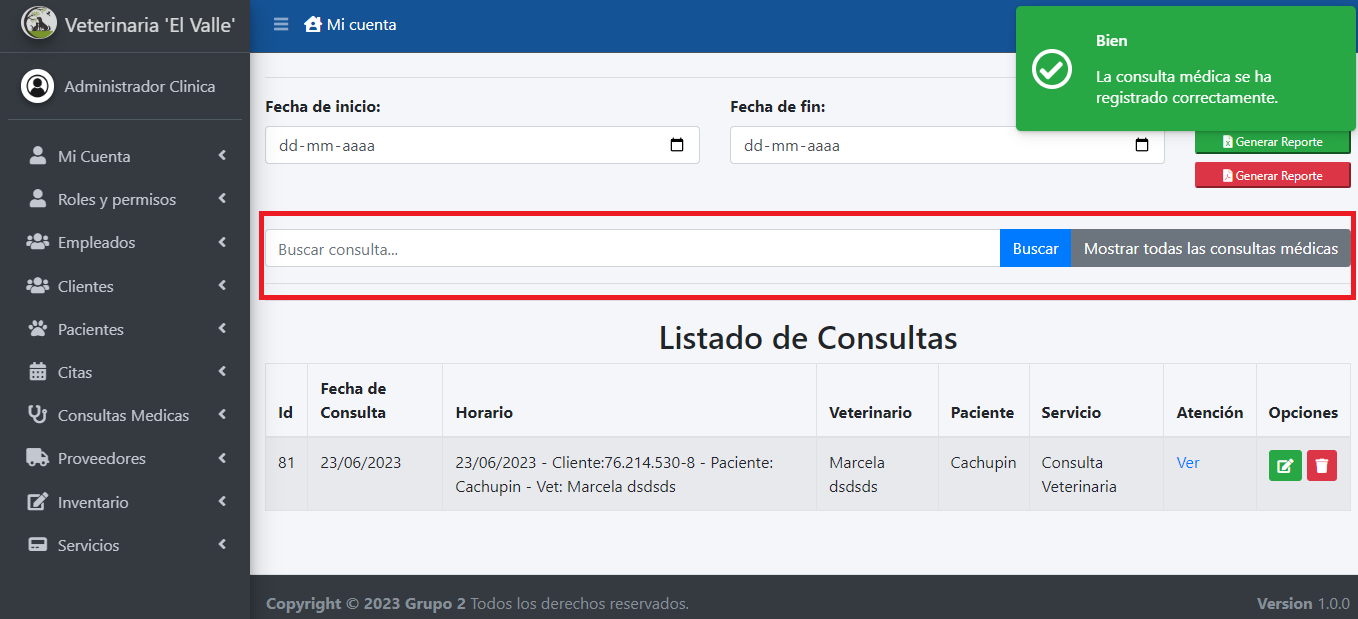 Veterinaria 'El Valle'
Mi cuenta
Administrador Clinica
Mi Cuenta
Roles y permisos
Empleados
Clientes
Pacientes
Citas
Consultas Medicas
Proveedores
Inventario
Servicios
Bien
La consulta médica se ha
registrado correctamente.
Fecha de inicio:
Fecha de fin:
dd-mm-aaaa
dd-mm-aaaa
Generar Reporte
Generar Reporte
Buscar consulta...
Buscar
Mostrar todas las consultas médicas
Listado de Consultas
Id
Fecha de
Consulta
Horario
Veterinario
Paciente
Servicio
Atención
Opciones
81
23/06/2023
23/06/2023 - Cliente:76.214.530-8 - Paciente:
Cachupin - Vet: Marcela dsdsds
Marcela
dsdsds
Cachupin
Consulta
Veterinaria
Ver
Copyright © 2023 Grupo 2 Todos los derechos reservados.
Version 1.0.0